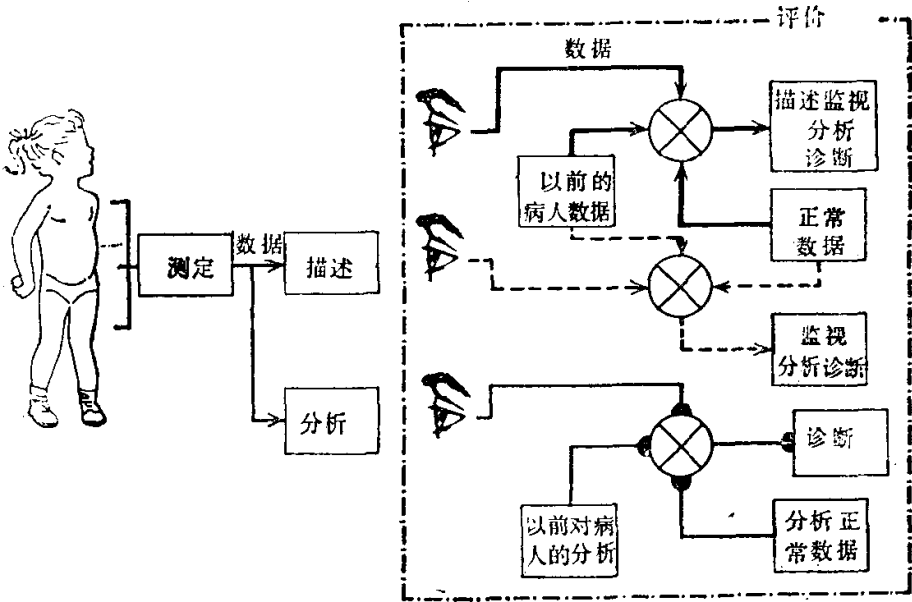 评价
数据
描述监视
分析
诊断
以前的
病人数据
正常
数据
测定
数据
描述
监视
分析诊断
分析
诊断
以前对病
人的分析
分析正
常数据